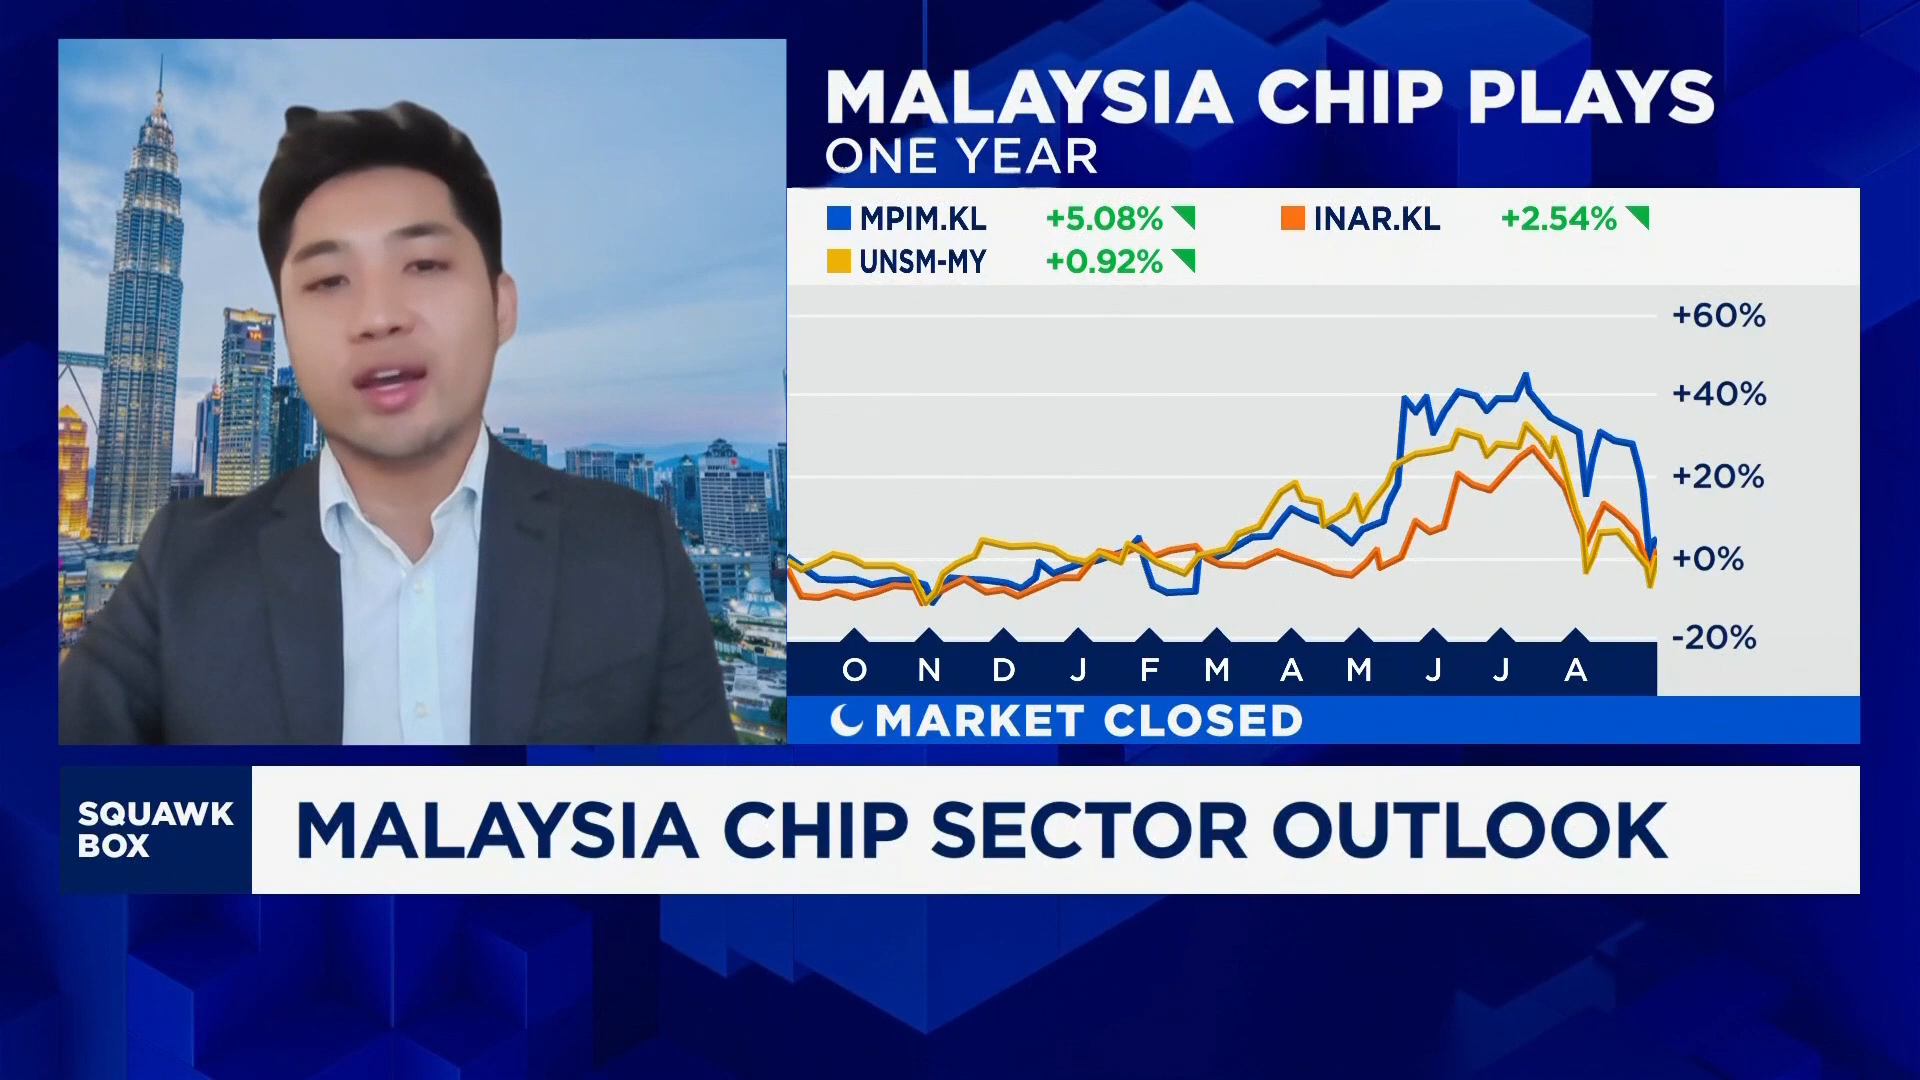 MALAYSIA CHIP PLAYS
ONE YEAR
MPIM.KL +5.08% INAR.KL +2.54%
UNSM-MY +0.92%
+60%
+40%
+20%
+0%
-20%
O N D J F M A M J J A
MARKET CLOSED
SQUAWK
BOX
MALAYSIA CHIP SECTOR OUTLOOK